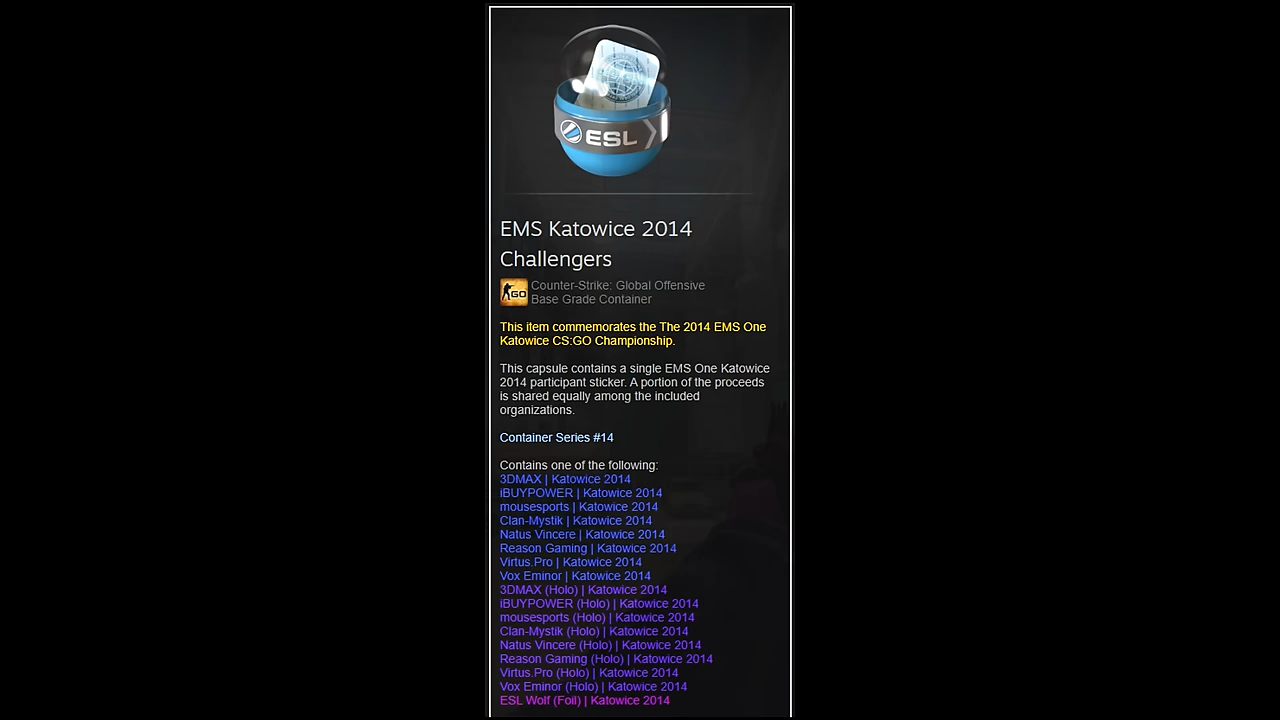 ESL
EMS Katowice 2014
Challengers
GO
Counter-Strike: Global Offensive
Base Grade Container
This item commemorates the The 2014 EMS One
Katowice CS:GO Championship.
This capsule contains a single EMS One Katowice
2014 participant sticker. A portion of the proceeds
is shared equally among the included
organizations.
Container Series #14
Contains one of the following:
3DMAX | Katowice 2014
iBUYPOWER | Katowice 2014
mousesports | Katowice 2014
Clan-Mystik | Katowice 2014
Natus Vincere | Katowice 2014
Reason Gaming | Katowice 2014
Virtus.Pro | Katowice 2014
Vox Eminor | Katowice 2014
3DMAX (Holo) | Katowice 2014
iBUYPOWER (Holo) | Katowice 2014
mousesports (Holo) | Katowice 2014
Clan-Mystik (Holo) | Katowice 2014
Natus Vincere (Holo) | Katowice 2014
Reason Gaming (Holo) | Katowice 2014
Virtus.Pro (Holo) | Katowice 2014
Vox Eminor (Holo) | Katowice 2014
ESL Wolf (Foil) | Katowice 2014